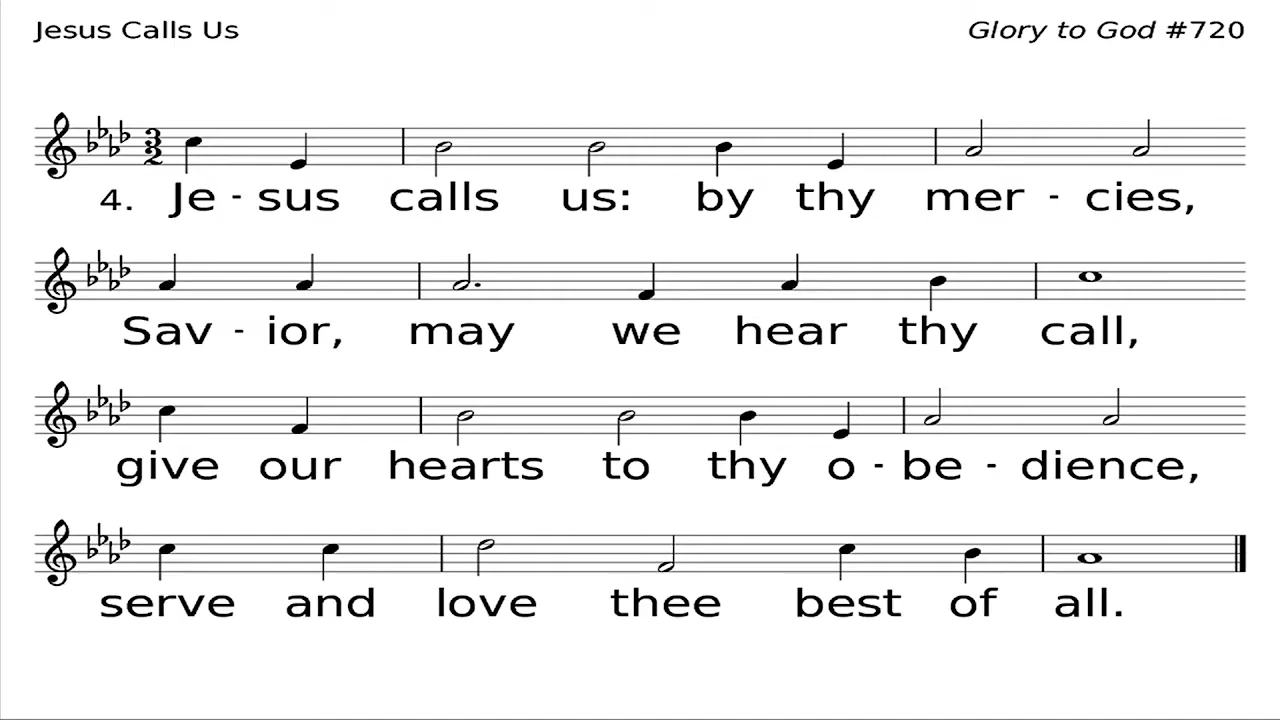 Jesus Calls Us Glory to God #720
4. Je - sus calls us: by thy mer - cies,
Sav - ior, may we hear thy call,
give our hearts to thy o - be - dience,
serve and love thee best of all.